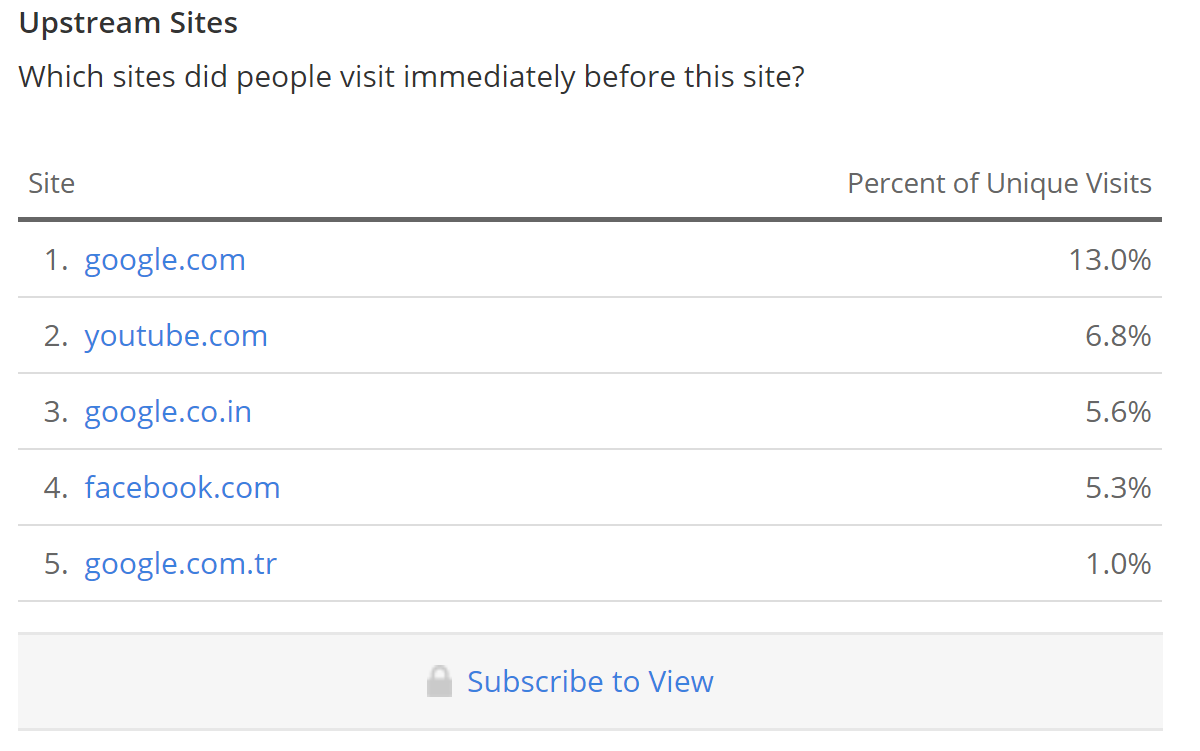 Upstream Sites
Which sites did people visit immediately before this site?
Site Percent of Unique Visits
1. google.com 13.0%
2. youtube.com 6.8%
3. google.co.in 5.6%
4. facebook.com 5.3%
5. google.com.tr 1.0%
Subscribe to View